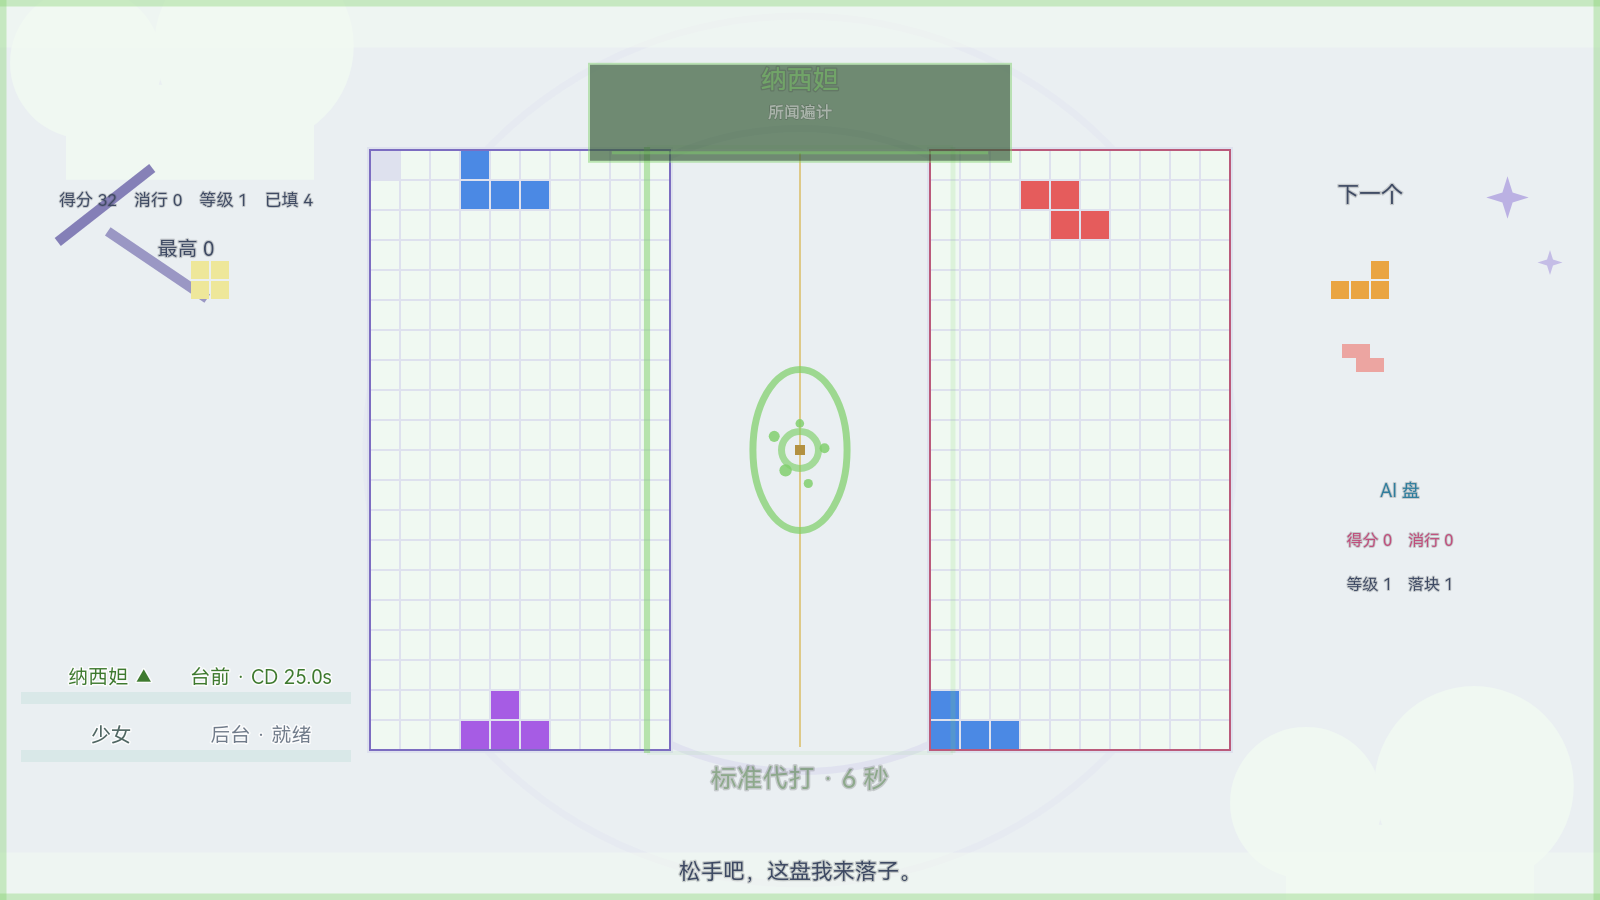 纳西妲
所闻遍计
得分 32 消行 0 等级 1 已填 4
最高 0
下一个
AI 盘
得分 0 消行 0
等级 1 落块 1
纳西妲 ▲ 台前 · CD 25.0s
少女 后台 · 就绪
标准代打 · 6 秒
松手吧，这盘我来落子。